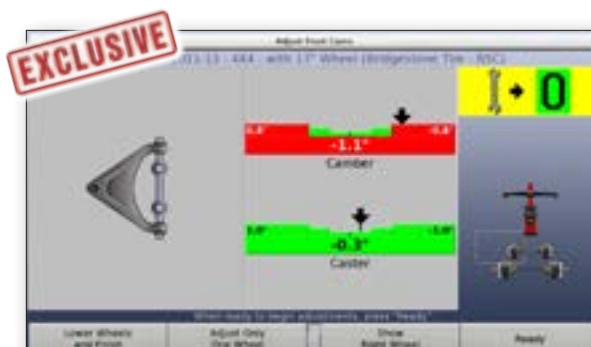 EXCLUSIVE
Adjust Front Cams
4X4 - with 17" Wheel (Bridgestone Tire - RSC)
0
-1.1°
Camber
-0.3°
Caster
When ready to begin adjustments, press "Ready"
Lower Wheels and Finish
Adjust Only One Wheel
Show Right Wheel
Ready